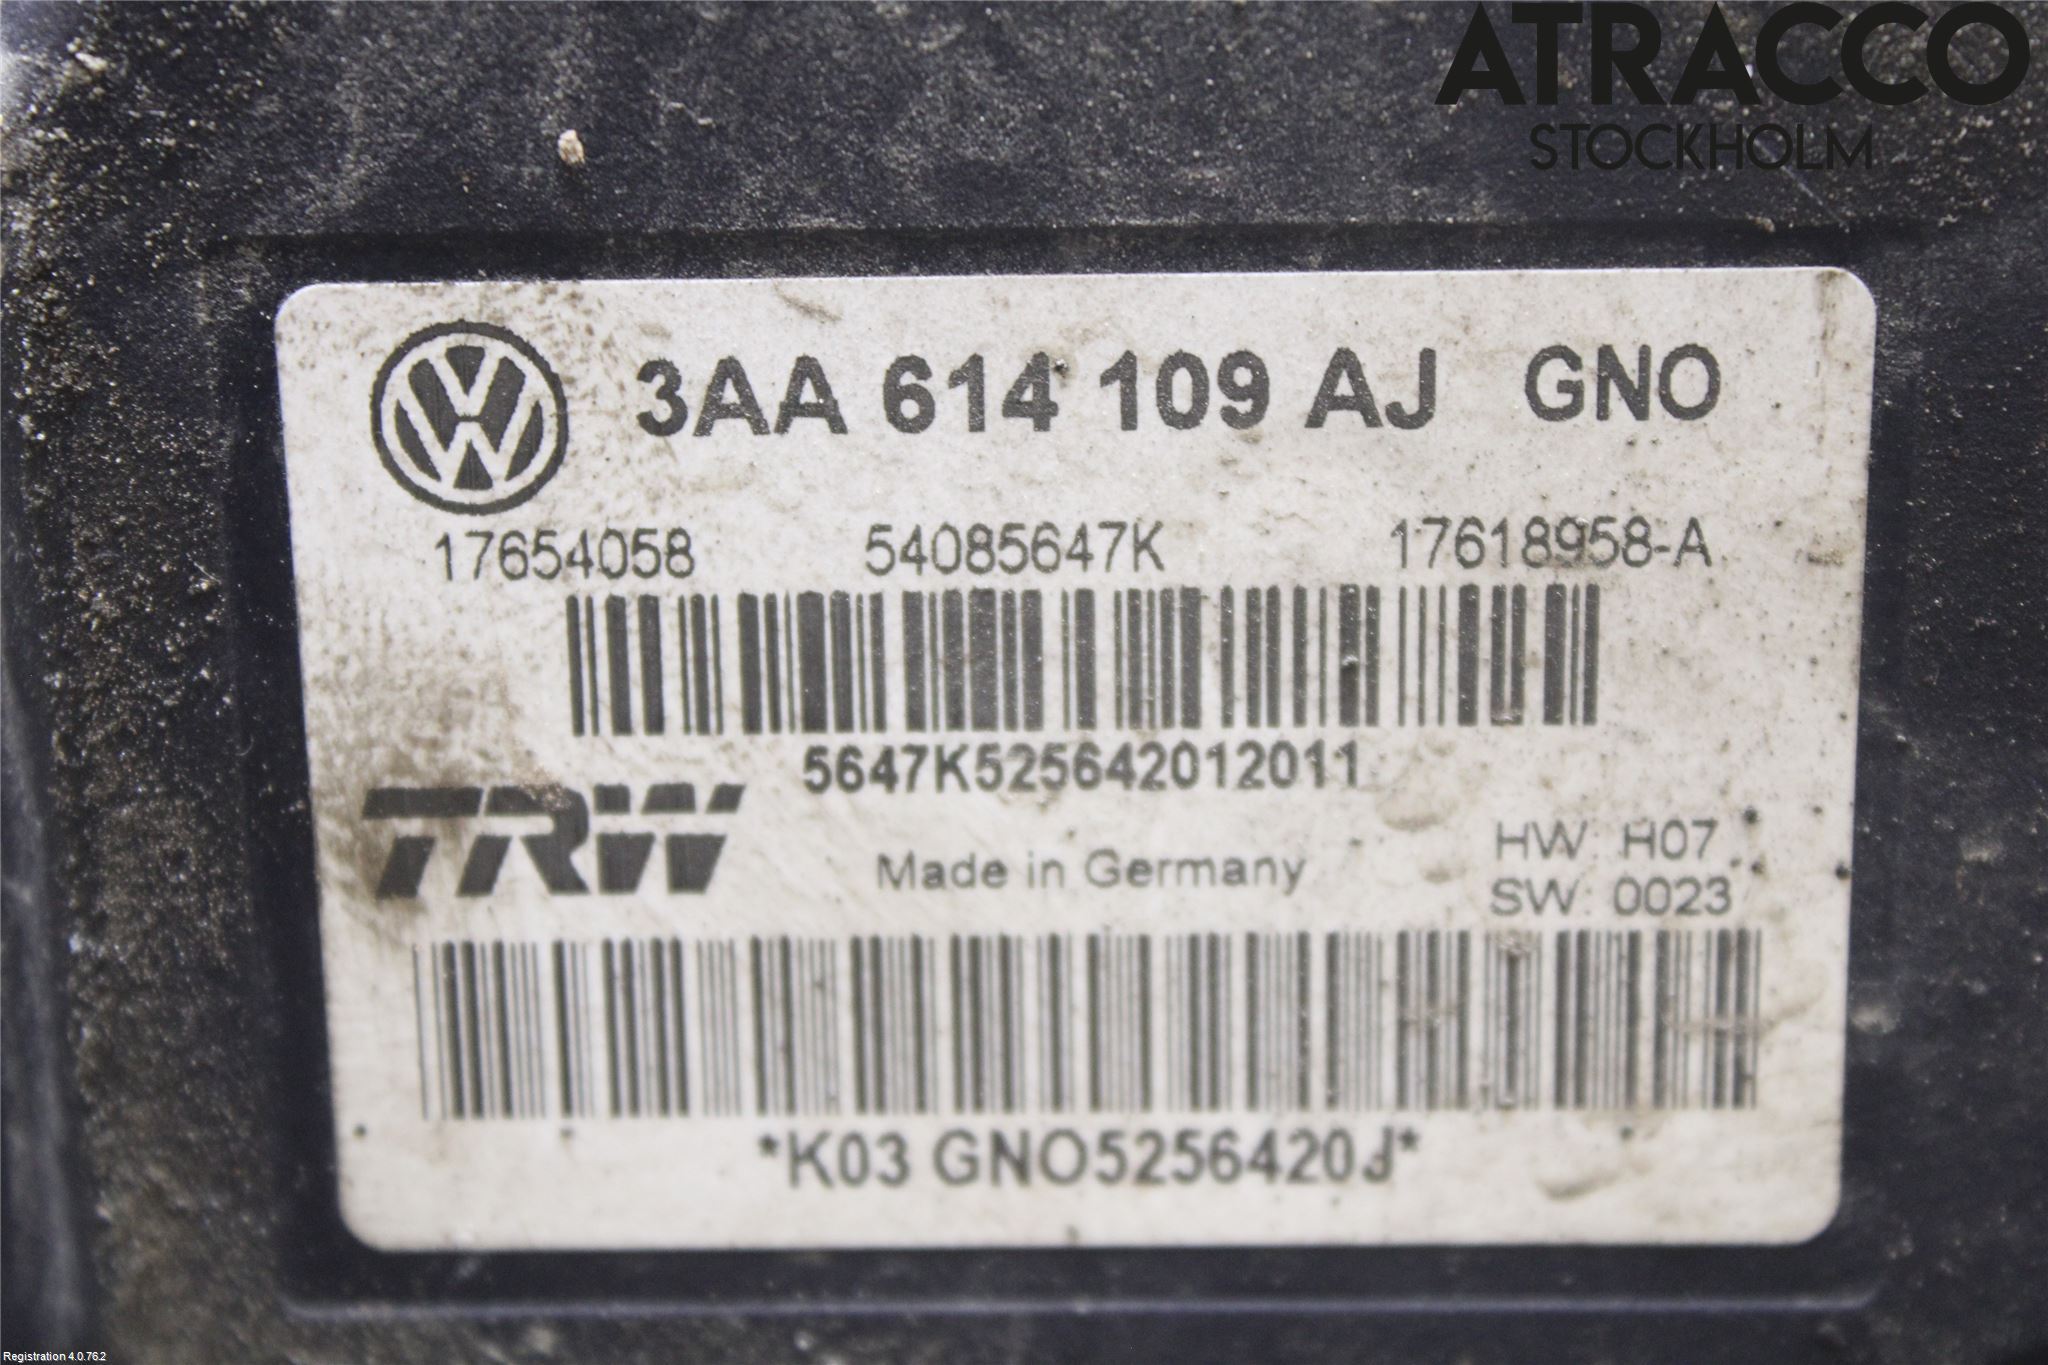 ATRACCO
STOCKHOLM
VW 3AA 614 109 AJ GNO
17654058 54085647K 17618958-A
5647K525642012011
TRW
Made in Germany
HW: H07
SW: 0023
*K03 GNO5256420J*
Registration 4.0.76.2